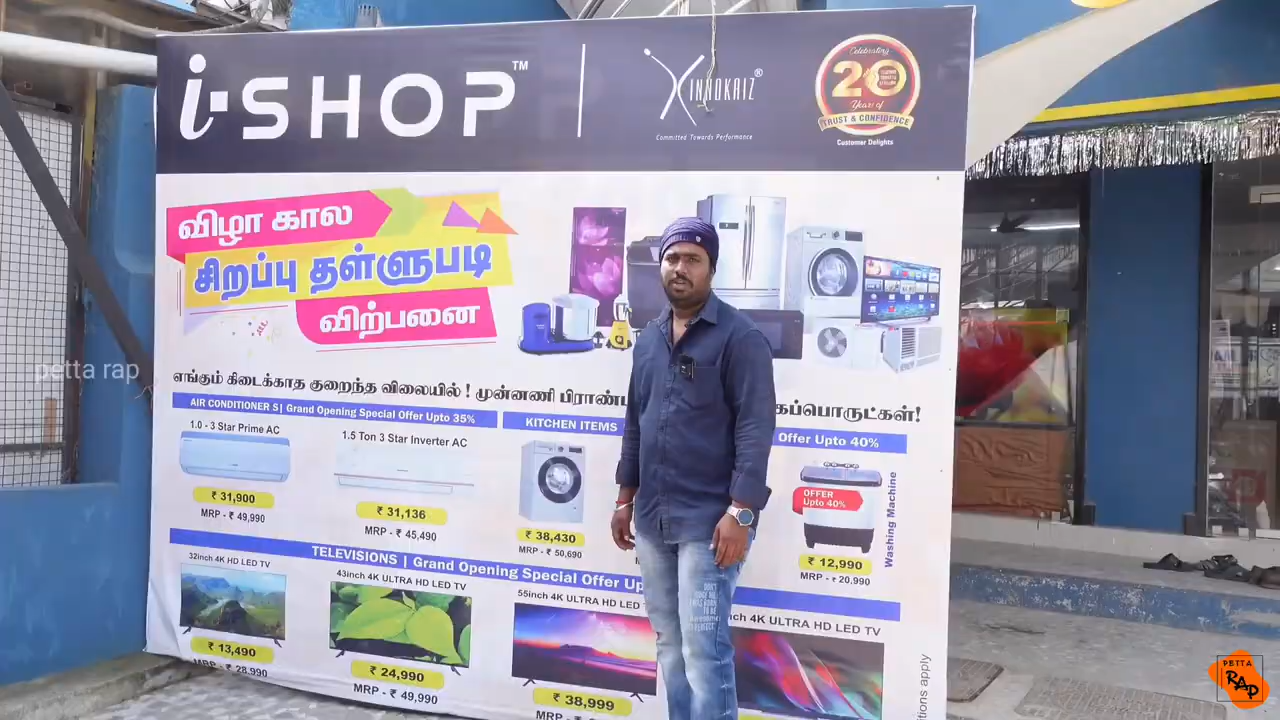 i-SHOP™
INNOKAIZ®
Committed Towards Performance
Celebrating
20
Years of
TRUST & CONFIDENCE
Customer Delights
விழா கால
சிறப்பு தள்ளுபடி
விற்பனை
எங்கும் கிடைக்காத குறைந்த விலையில் ! முன்னணி
AIR CONDITIONER S| Grand Opening Special Offer Upto 35%
KITCHEN ITEMS
Offer Upto 40%
1.0 - 3 Star Prime AC
₹ 31,900
MRP - ₹ 49,990
1.5 Ton 3 Star Inverter AC
₹ 31,136
MRP - ₹ 45,490
₹ 38,430
MRP - ₹ 50,690
OFFER
Upto 40%
Washing Machine
₹ 12,990
MRP - ₹ 20,990
TELEVISIONS | Grand Opening Special Offer
32inch 4K HD LED TV
₹ 13,490
MRP - ₹ 28,990
43inch 4K ULTRA HD LED TV
₹ 24,990
MRP - ₹ 49,990
55inch 4K ULTRA HD LED
₹ 38,999
MRP - ₹
4K ULTRA HD LED TV
apply
petta rap
PETTA
RAP